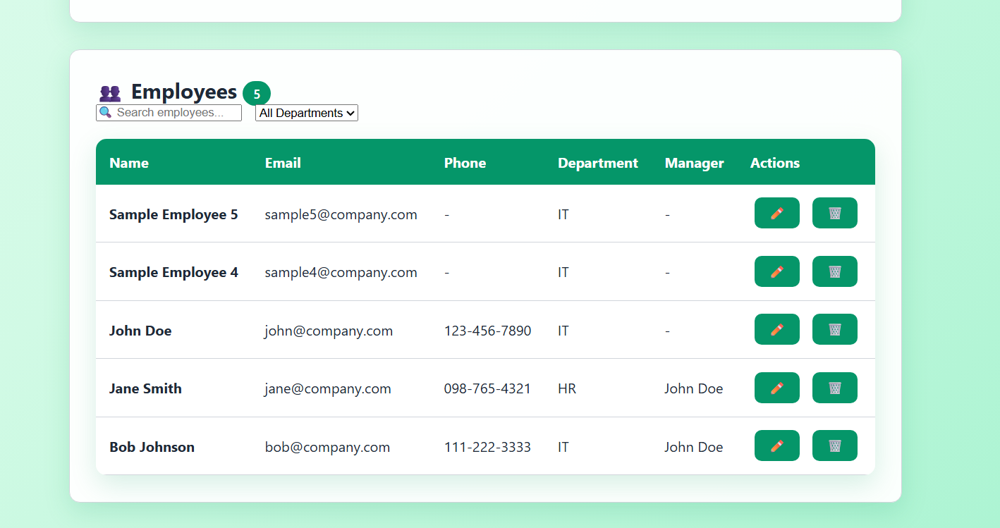 Employees 5
Search employees... All Departments
Name Email Phone Department Manager Actions
Sample Employee 5 sample5@company.com - IT -
Sample Employee 4 sample4@company.com - IT -
John Doe john@company.com 123-456-7890 IT -
Jane Smith jane@company.com 098-765-4321 HR John Doe
Bob Johnson bob@company.com 111-222-3333 IT John Doe